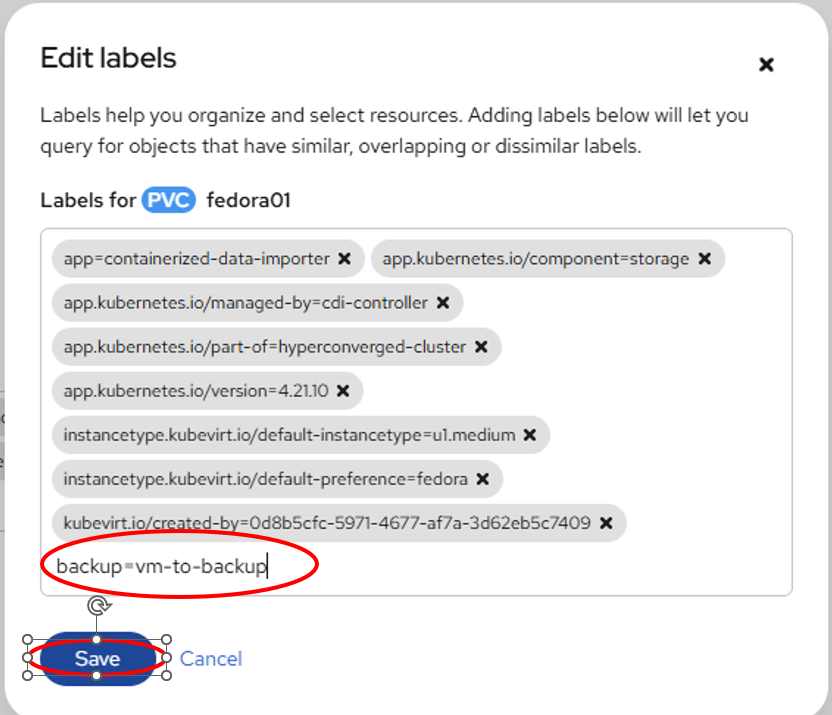 Edit labels
Labels help you organize and select resources. Adding labels below will let you
query for objects that have similar, overlapping or dissimilar labels.
Labels for PVC fedora01
app=containerized-data-importer app.kubernetes.io/component=storage
app.kubernetes.io/managed-by=cdi-controller
app.kubernetes.io/part-of=hyperconverged-cluster
app.kubernetes.io/version=4.21.10
instancetype.kubevirt.io/default-instancetype=u1.medium
instancetype.kubevirt.io/default-preference=fedora
kubevirt.io/created-by=0d8b5cfc-5971-4677-af7a-3d62eb5c7409
backup=vm-to-backup
Save Cancel